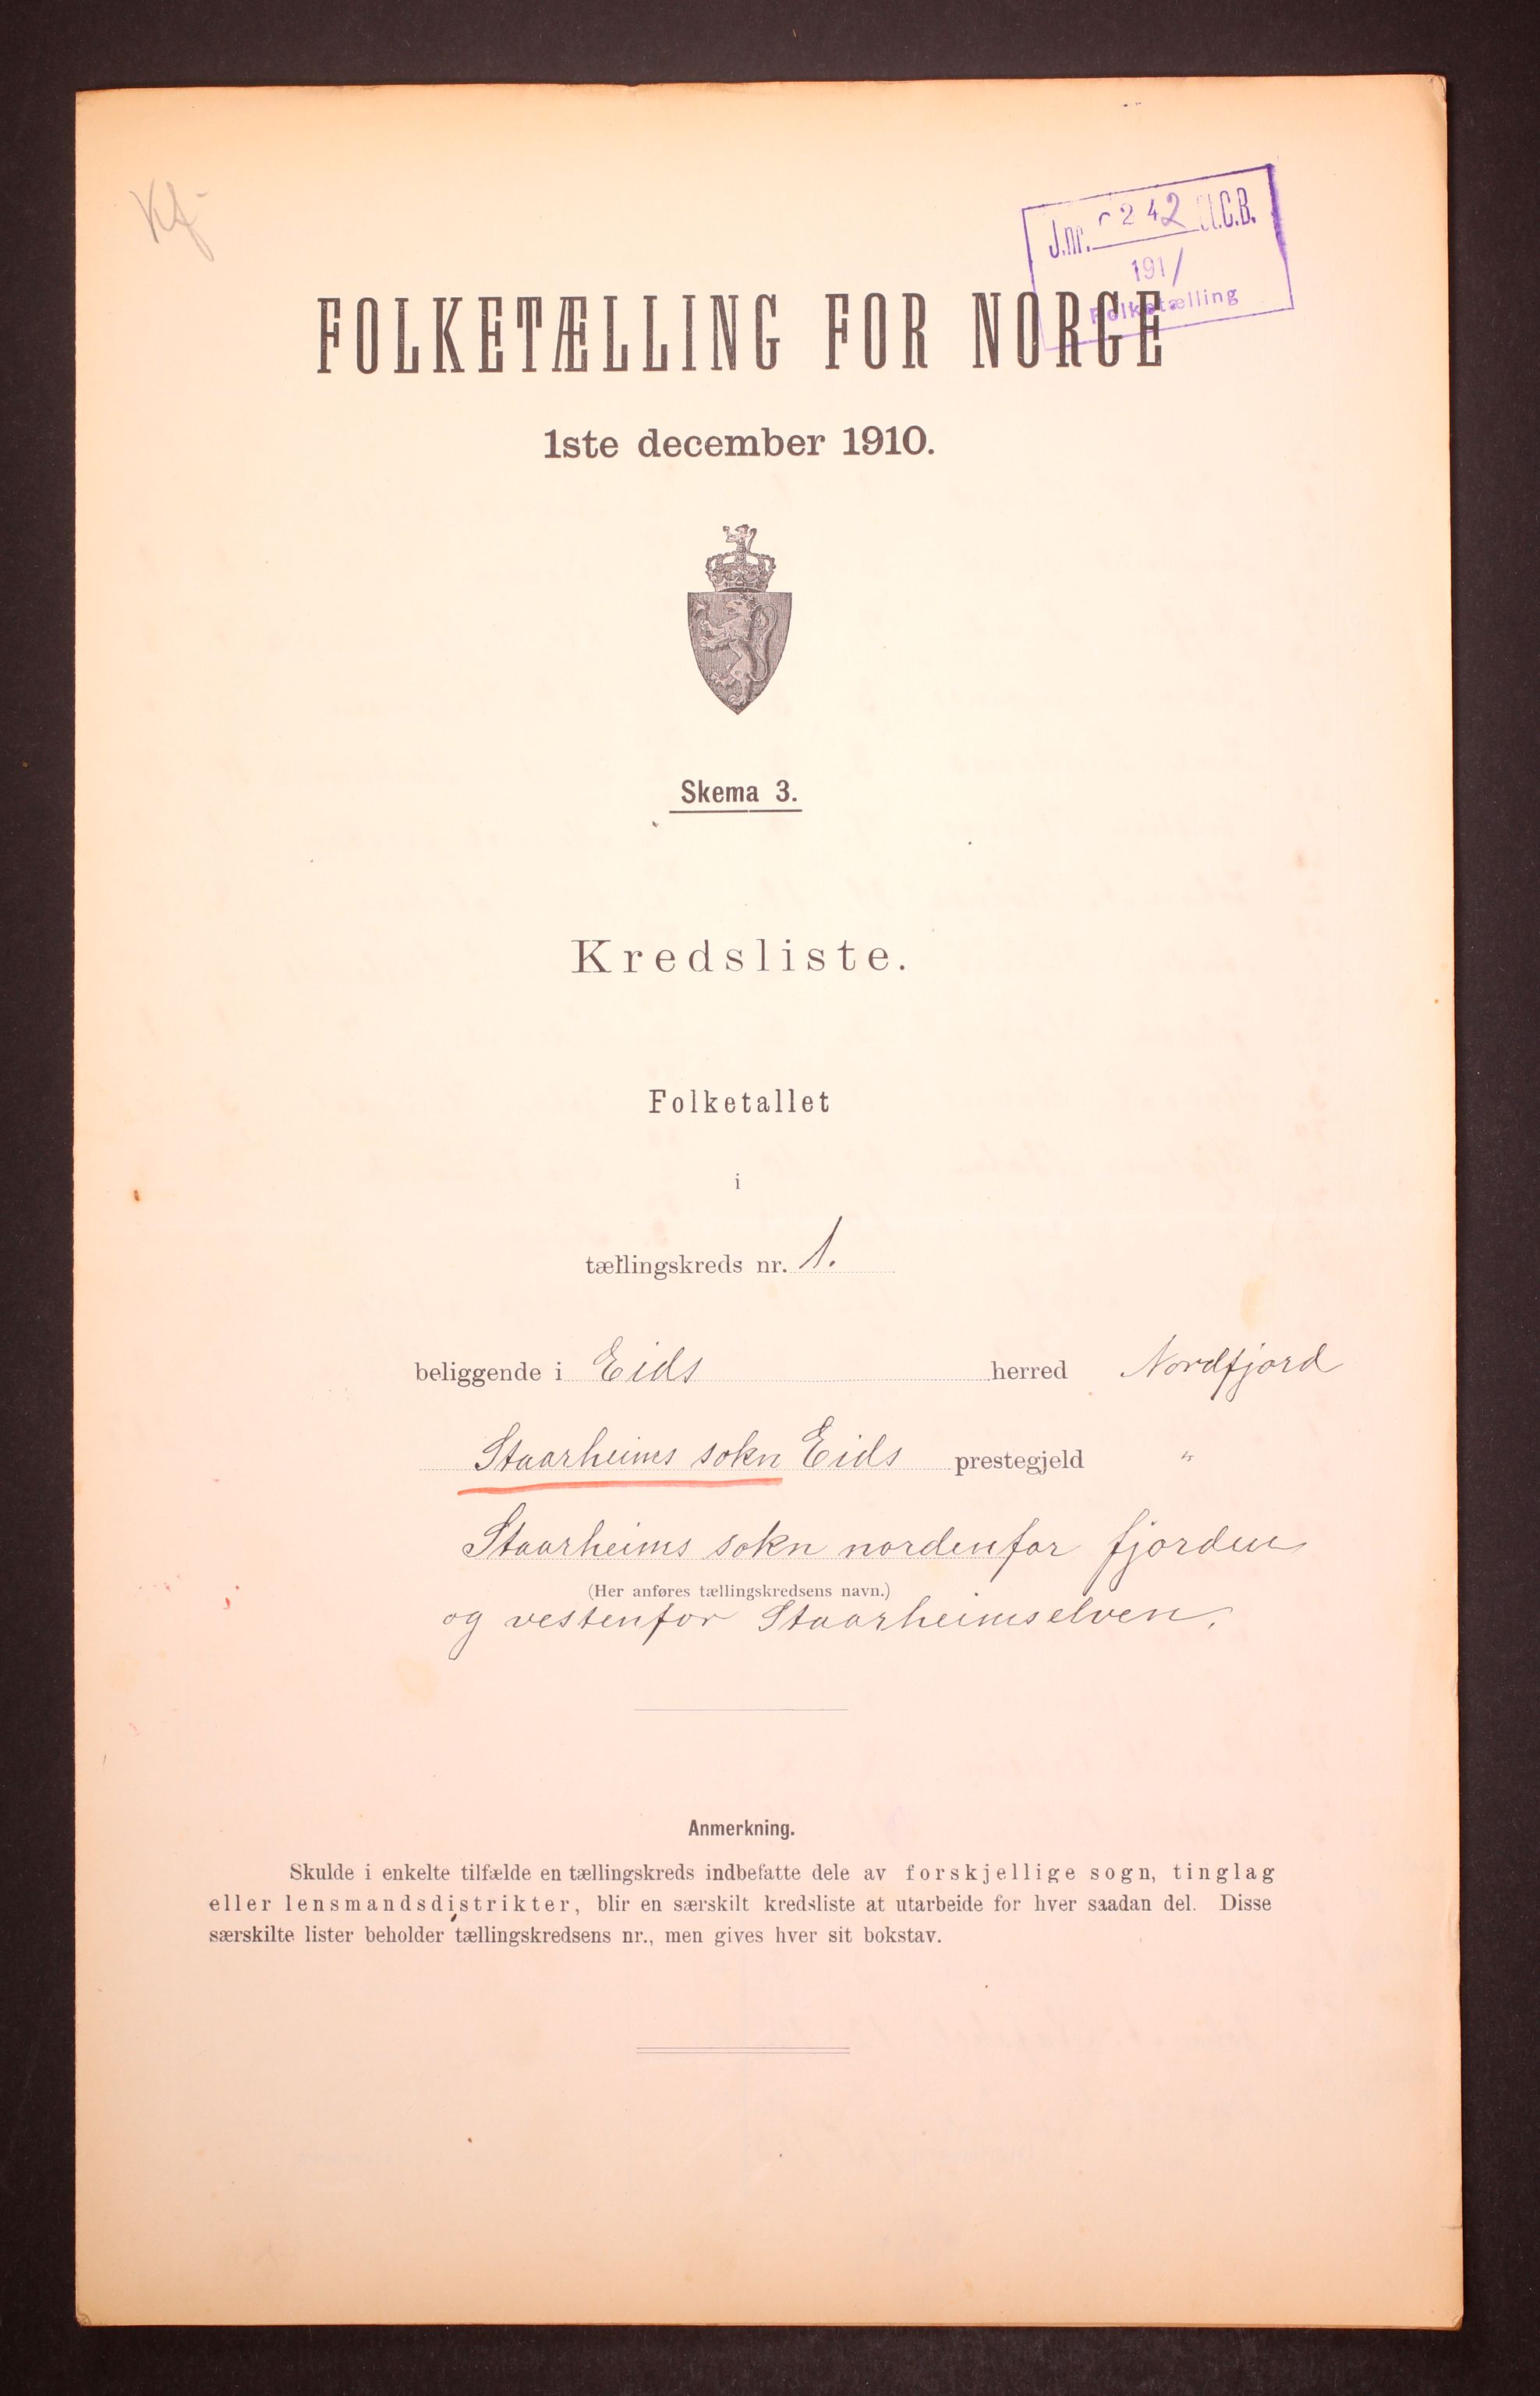 Kf-
J.nr. 242 St.C.B.
191/
Folketælling
FOLKETÆLLING FOR NORGE
1ste december 1910.
Skema 3.
Kredsliste.
Folketallet
i
tællingskreds nr. 1.
beliggende i Eids herred Nordfjord
Staarheims sokn Eids prestegjeld "
Staarheims sokn nordenfor fjorden
(Her anføres tællingskredsens navn.)
og vestenfor Staarheimselven.
Anmerkning.
Skulde i enkelte tilfælde en tællingskreds indbefatte dele av forskjellige sogn, tinglag
eller lensmandsdistrikter, blir en særskilt kredsliste at utarbeide for hver saadan del. Disse
særskilte lister beholder tællingskredsens nr., men gives hver sit bokstav.